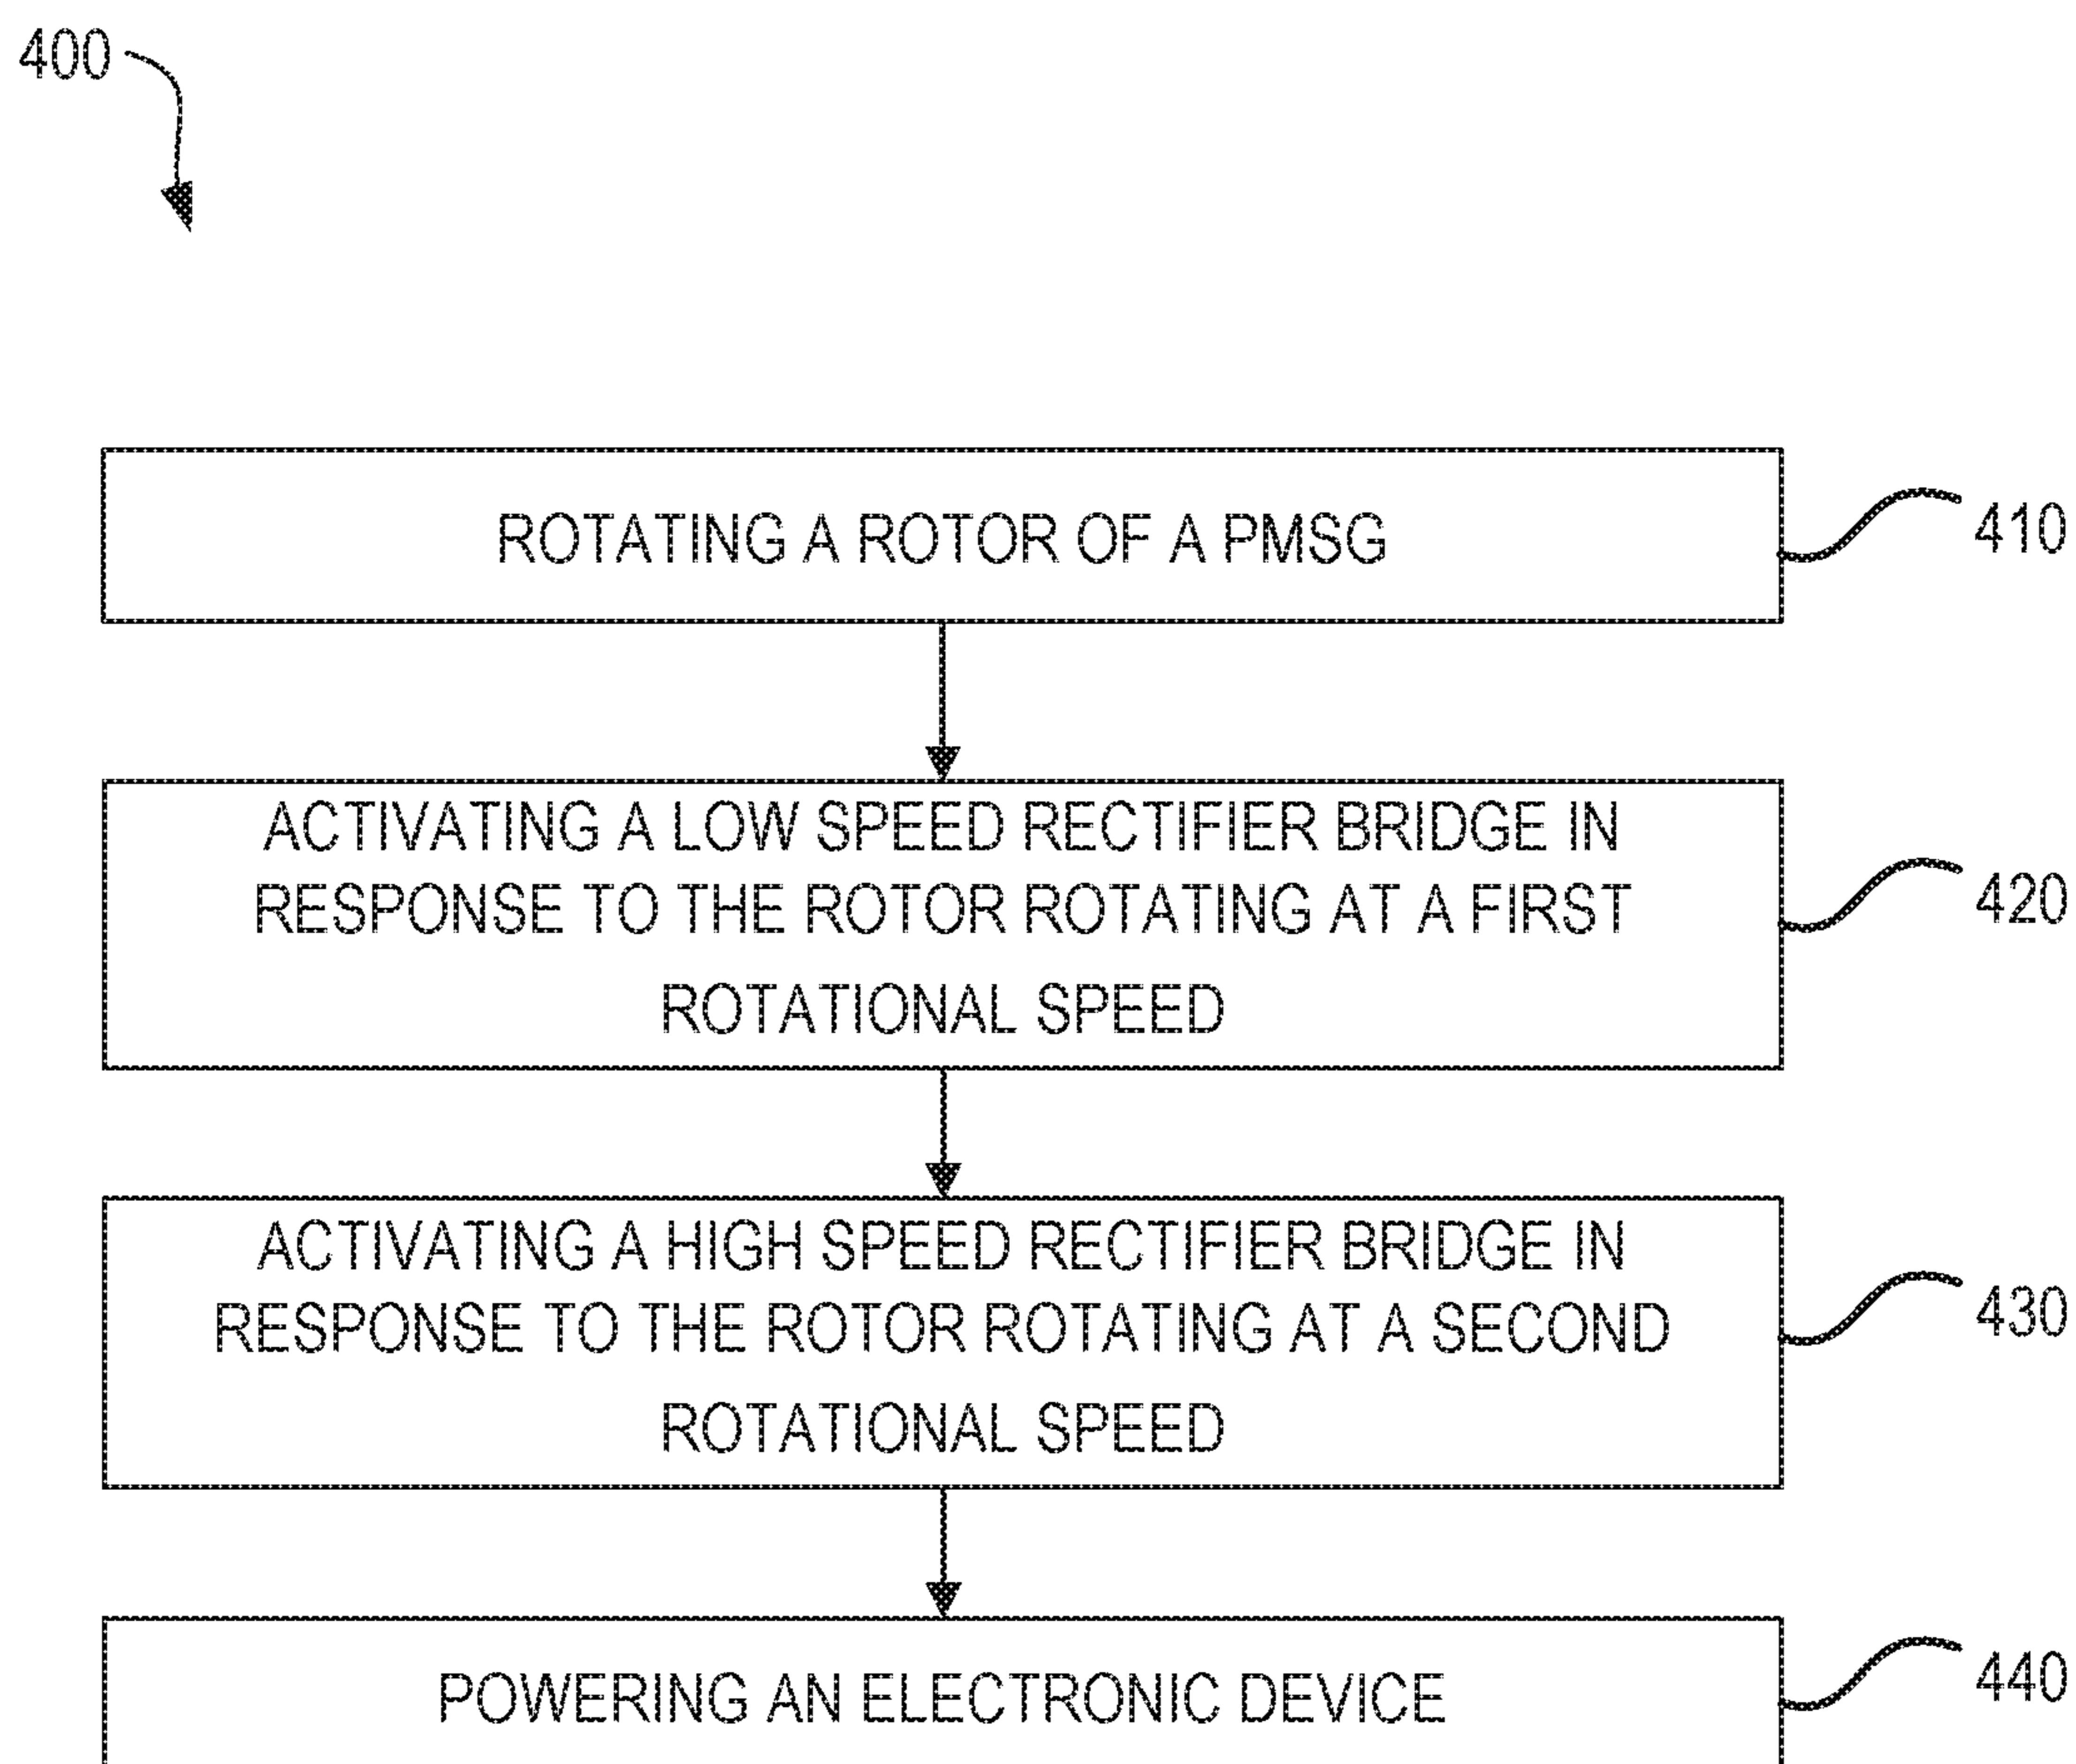 400
ROTATING A ROTOR OF A PMSG
410
ACTIVATING A LOW SPEED RECTIFIER BRIDGE IN
RESPONSE TO THE ROTOR ROTATING AT A FIRST
ROTATIONAL SPEED
420
ACTIVATING A HIGH SPEED RECTIFIER BRIDGE IN
RESPONSE TO THE ROTOR ROTATING AT A SECOND
ROTATIONAL SPEED
430
POWERING AN ELECTRONIC DEVICE
440